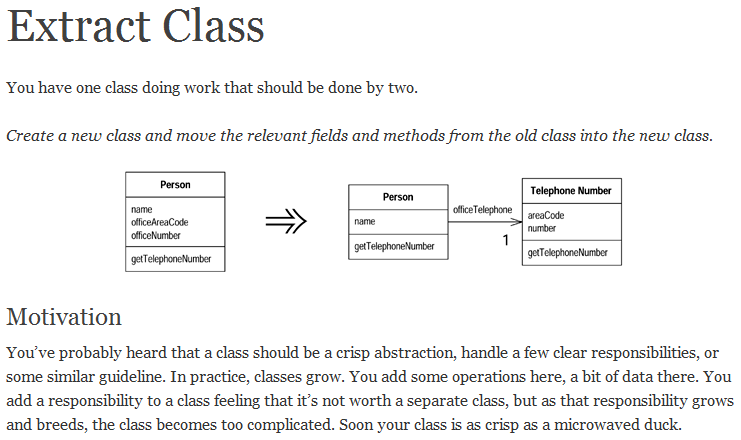 Extract Class
You have one class doing work that should be done by two.
Create a new class and move the relevant fields and methods from the old class into the new class.
Person
name
officeAreaCode
officeNumber
getTelephoneNumber
Person
name
getTelephoneNumber
officeTelephone
1
Telephone Number
areaCode
number
getTelephoneNumber
Motivation
You’ve probably heard that a class should be a crisp abstraction, handle a few clear responsibilities, or
some similar guideline. In practice, classes grow. You add some operations here, a bit of data there. You
add a responsibility to a class feeling that it’s not worth a separate class, but as that responsibility grows
and breeds, the class becomes too complicated. Soon your class is as crisp as a microwaved duck.